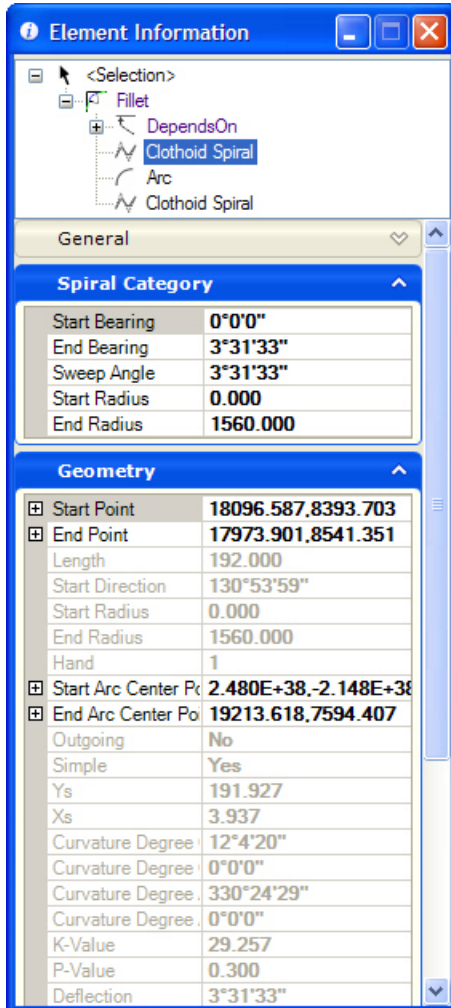 Element Information
<Selection>
Fillet
DependsOn
Clothoid Spiral
Arc
Clothoid Spiral
General
Spiral Category
Start Bearing 0°0'0"
End Bearing 3°31'33"
Sweep Angle 3°31'33"
Start Radius 0.000
End Radius 1560.000
Geometry
Start Point 18096.587,8393.703
End Point 17973.901,8541.351
Length 192.000
Start Direction 130°53'59"
Start Radius 0.000
End Radius 1560.000
Hand 1
Start Arc Center Pc 2.480E+38,-2.148E+38
End Arc Center Poi 19213.618,7594.407
Outgoing No
Simple Yes
Ys 191.927
Xs 3.937
Curvature Degree 12°4'20"
Curvature Degree 0°0'0"
Curvature Degree 330°24'29"
Curvature Degree 0°0'0"
K-Value 29.257
P-Value 0.300
Deflection 3°31'33"